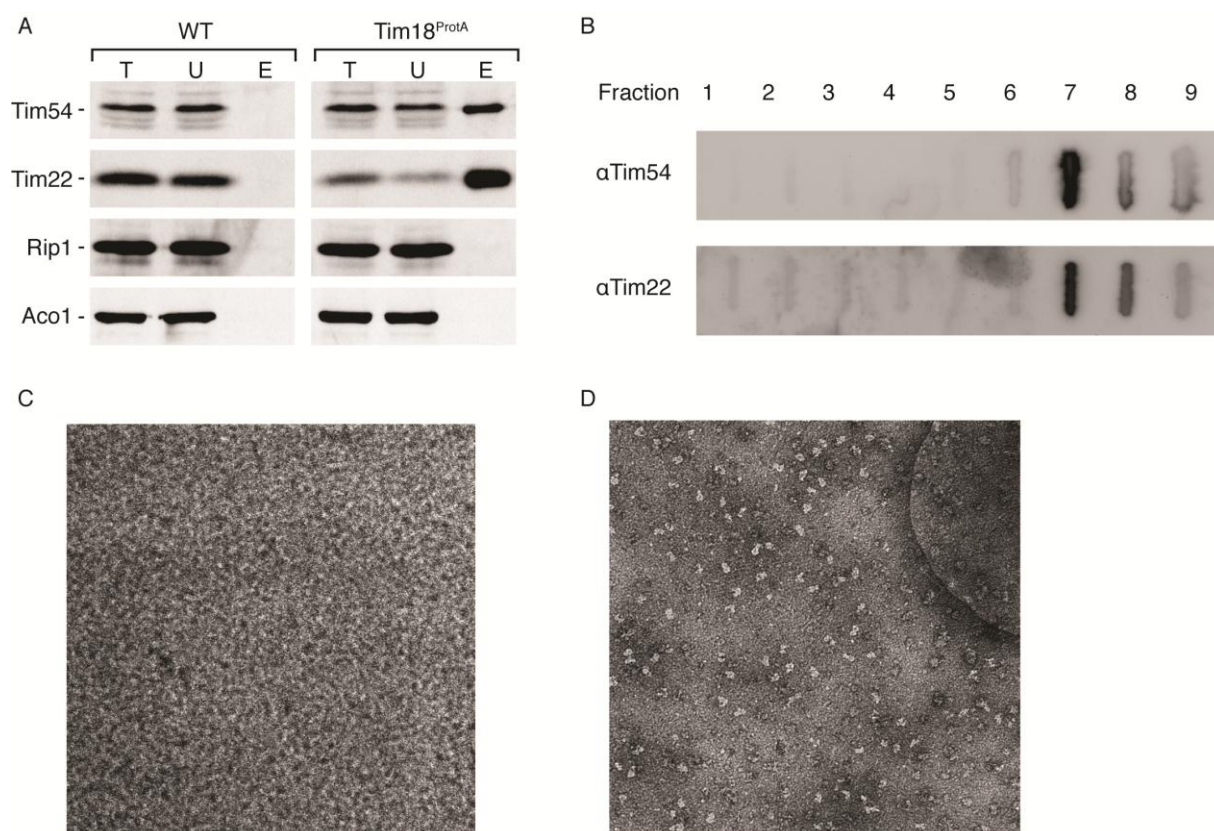 A
WT Tim18ProtA
T U E T U E
Tim54 -
Tim22 -
Rip1 -
Aco1 -
B
Fraction 1 2 3 4 5 6 7 8 9
αTim54
αTim22
C
D